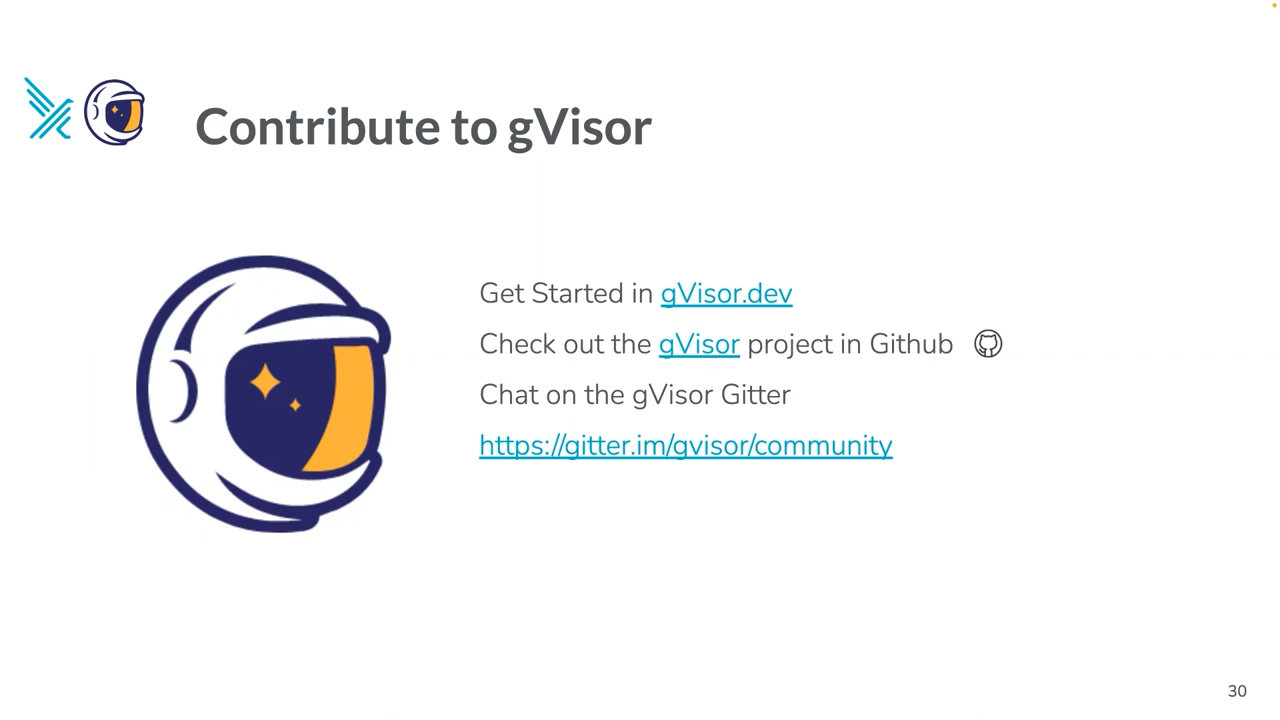 Contribute to gVisor
Get Started in gVisor.dev
Check out the gVisor project in Github
Chat on the gVisor Gitter
https://gitter.im/gvisor/community
30